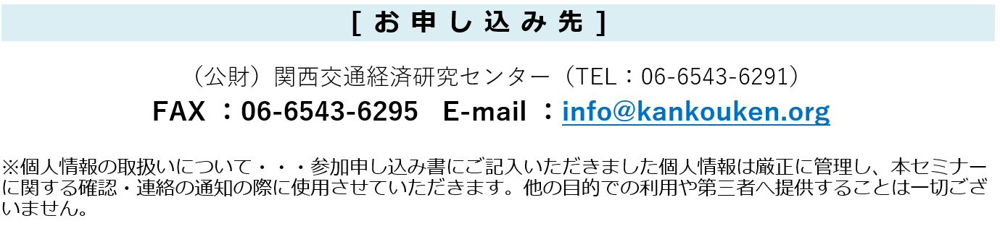 [ お 申 し 込 み 先 ]
（公財）関西交通経済研究センター（TEL：06-6543-6291）
FAX ：06-6543-6295 E-mail ：info@kankouken.org
※個人情報の取扱いについて・・・参加申し込み書にご記入いただきました個人情報は厳正に管理し、本セミナー
に関する確認・連絡の通知の際に使用させていただきます。他の目的での利用や第三者へ提供することは一切ござ
いません。